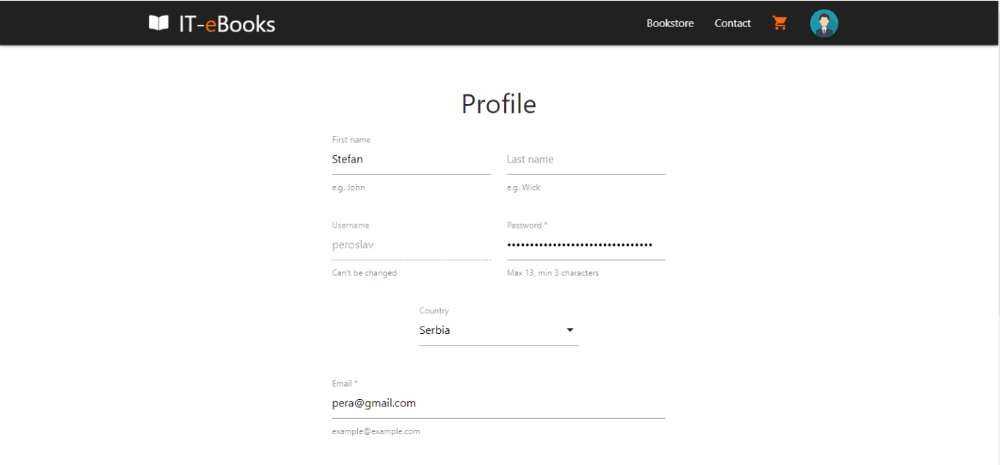 IT-eBooks Bookstore Contact
Profile
First name
Stefan Last name
e.g. John e.g. Wick
Username Password *
peroslav ••••••••••••••••••••••••••••••••
Can't be changed Max 13, min 3 characters
Country
Serbia
Email *
pera@gmail.com
example@example.com